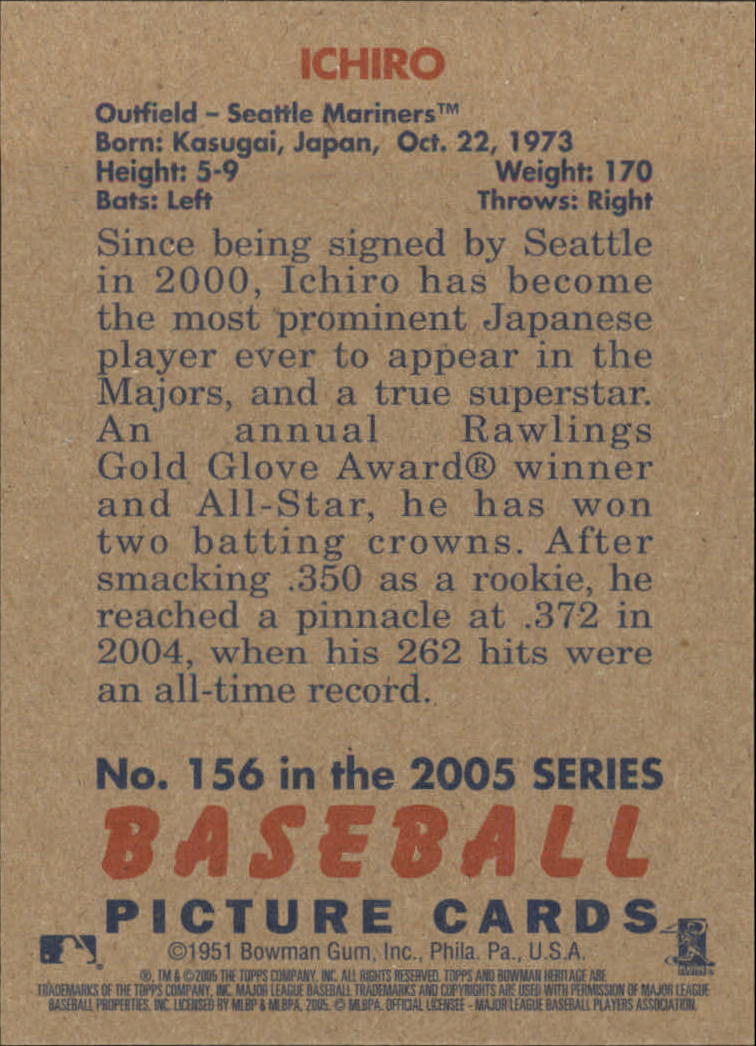 ICHIRO
Outfield – Seattle Mariners™
Born: Kasugai, Japan, Oct. 22, 1973
Height: 5-9 Weight: 170
Bats: Left Throws: Right
Since being signed by Seattle
in 2000, Ichiro has become
the most prominent Japanese
player ever to appear in the
Majors, and a true superstar.
An annual Rawlings
Gold Glove Award® winner
and All-Star, he has won
two batting crowns. After
smacking .350 as a rookie, he
reached a pinnacle at .372 in
2004, when his 262 hits were
an all-time record.
No. 156 in the 2005 SERIES
BASEBALL
PICTURE CARDS
©1951 Bowman Gum, Inc., Phila. Pa., U.S.A.
®, TM & ©2005 THE TOPPS COMPANY, INC. ALL RIGHTS RESERVED. TOPPS AND BOWMAN HERITAGE ARE
TRADEMARKS OF THE TOPPS COMPANY, INC. MAJOR LEAGUE BASEBALL TRADEMARKS AND COPYRIGHTS ARE USED WITH PERMISSION OF MAJOR LEAGUE
BASEBALL PROPERTIES, INC. LICENSED BY MLBP & MLBPA, 2005. © MLBPA. OFFICIAL LICENSEE - MAJOR LEAGUE BASEBALL PLAYERS ASSOCIATION.